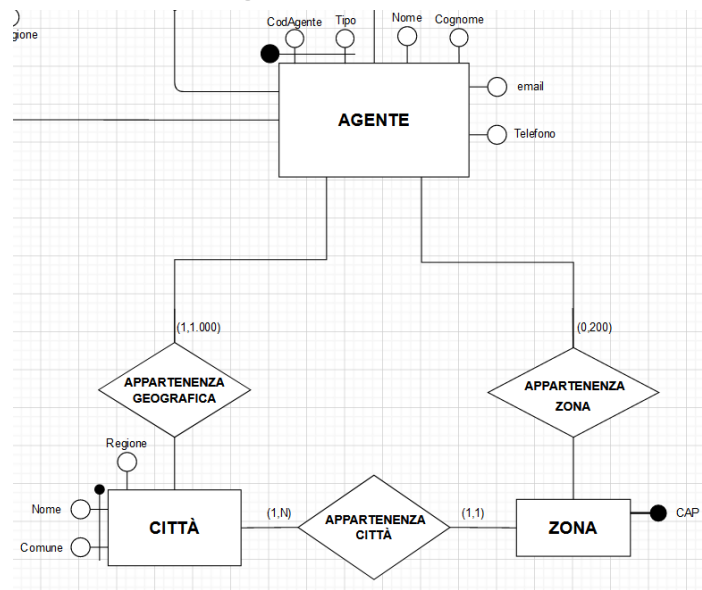 CodAgente Tipo Nome Cognome
gione
email
AGENTE
Telefono
(1,1.000) (0,200)
APPARTENENZA
GEOGRAFICA
APPARTENENZA
ZONA
Regione
Nome
Comune
CITTÀ
(1,N)
APPARTENENZA
CITTÀ
(1,1)
ZONA
CAP